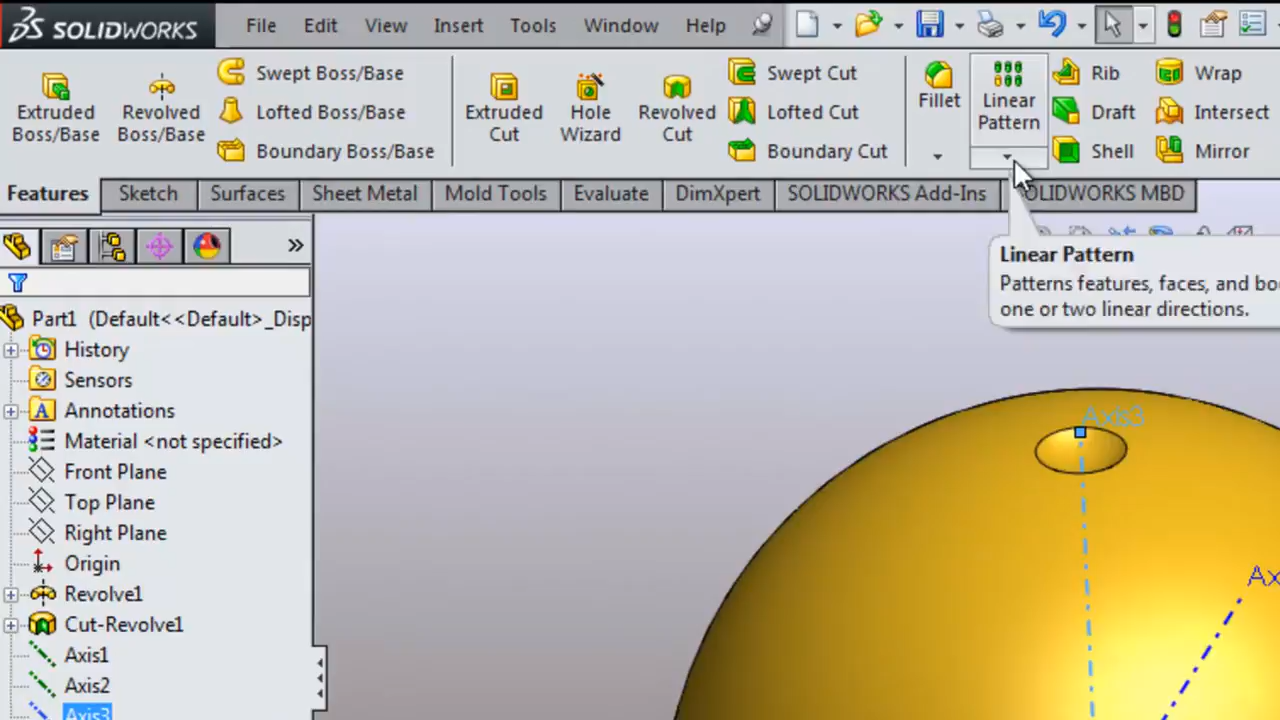 SOLIDWORKS File Edit View Insert Tools Window Help
Extruded Boss/Base
Revolved Boss/Base
Swept Boss/Base
Lofted Boss/Base
Boundary Boss/Base
Extruded Cut
Hole Wizard
Revolved Cut
Swept Cut
Lofted Cut
Boundary Cut
Fillet
Linear Pattern
Rib
Draft
Shell
Wrap
Intersect
Mirror
Features Sketch Surfaces Sheet Metal Mold Tools Evaluate DimXpert SOLIDWORKS Add-Ins OLIDWORKS MBD
Linear Pattern
Patterns features, faces, and bo
one or two linear directions.
Part1 (Default<<Default>_Disp
History
Sensors
Annotations
Material <not specified>
Front Plane
Top Plane
Right Plane
Origin
Revolve1
Cut-Revolve1
Axis1
Axis2
Axis3
Axis3
Ax